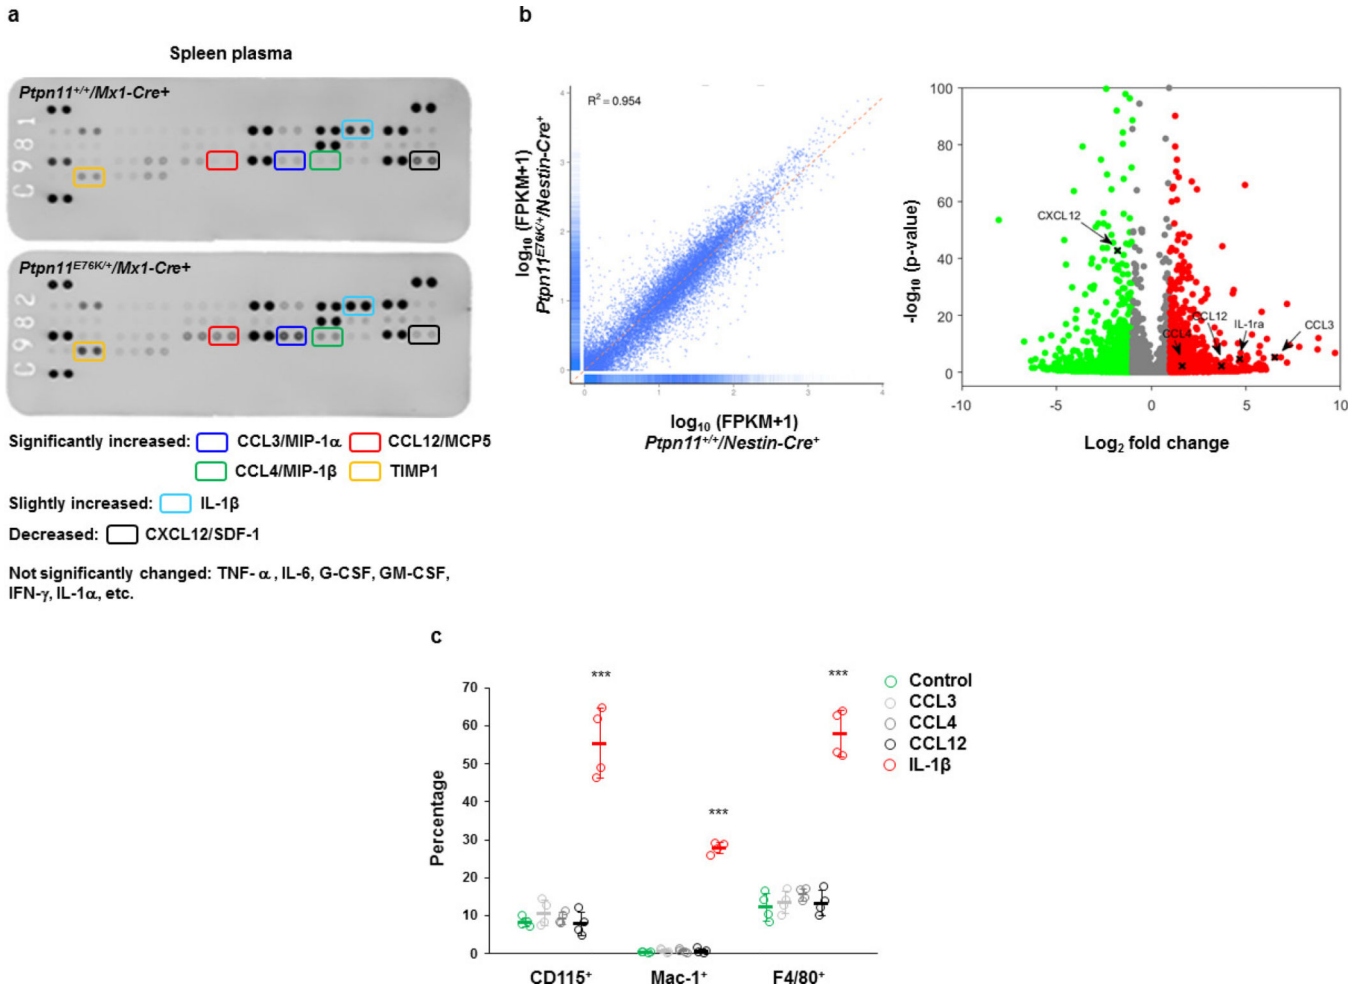 a
Spleen plasma
Ptpn11+/+/Mx1-Cre+
C981
Ptpn11E76K/+/Mx1-Cre+
C982
Significantly increased: CCL3/MIP-1α CCL12/MCP5
CCL4/MIP-1β TIMP1
Slightly increased: IL-1β
Decreased: CXCL12/SDF-1
Not significantly changed: TNF- α , IL-6, G-CSF, GM-CSF,
IFN-γ, IL-1α, etc.
b
R² = 0.954
log₁₀ (FPKM+1)
Ptpn11E76K/+/Nestin-Cre+
4
3
2
1
0
0 1 2 3 4
log₁₀ (FPKM+1)
Ptpn11+/+/Nestin-Cre+
-log₁₀ (p-value)
100
80
60
40
20
0
-10 -5 0 5 10
Log₂ fold change
CXCL12
CCL4
CCL12
IL-1ra
CCL3
c
Percentage
70
60
50
40
30
20
10
0
***
***
***
CD115+ Mac-1+ F4/80+
Control
CCL3
CCL4
CCL12
IL-1β